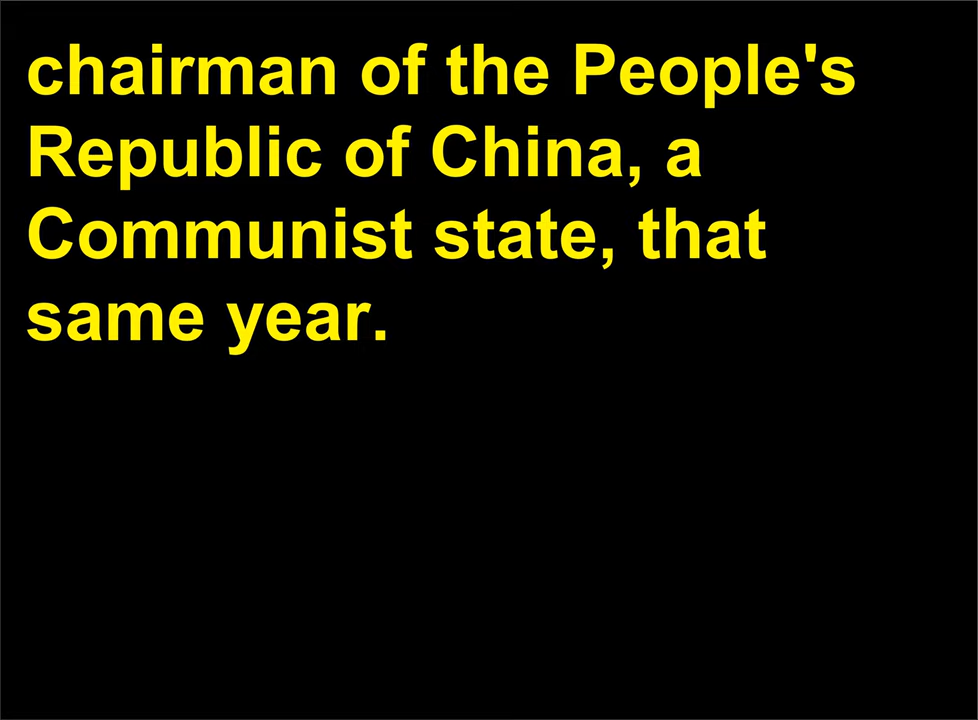 chairman of the People's
Republic of China, a
Communist state, that
same year.